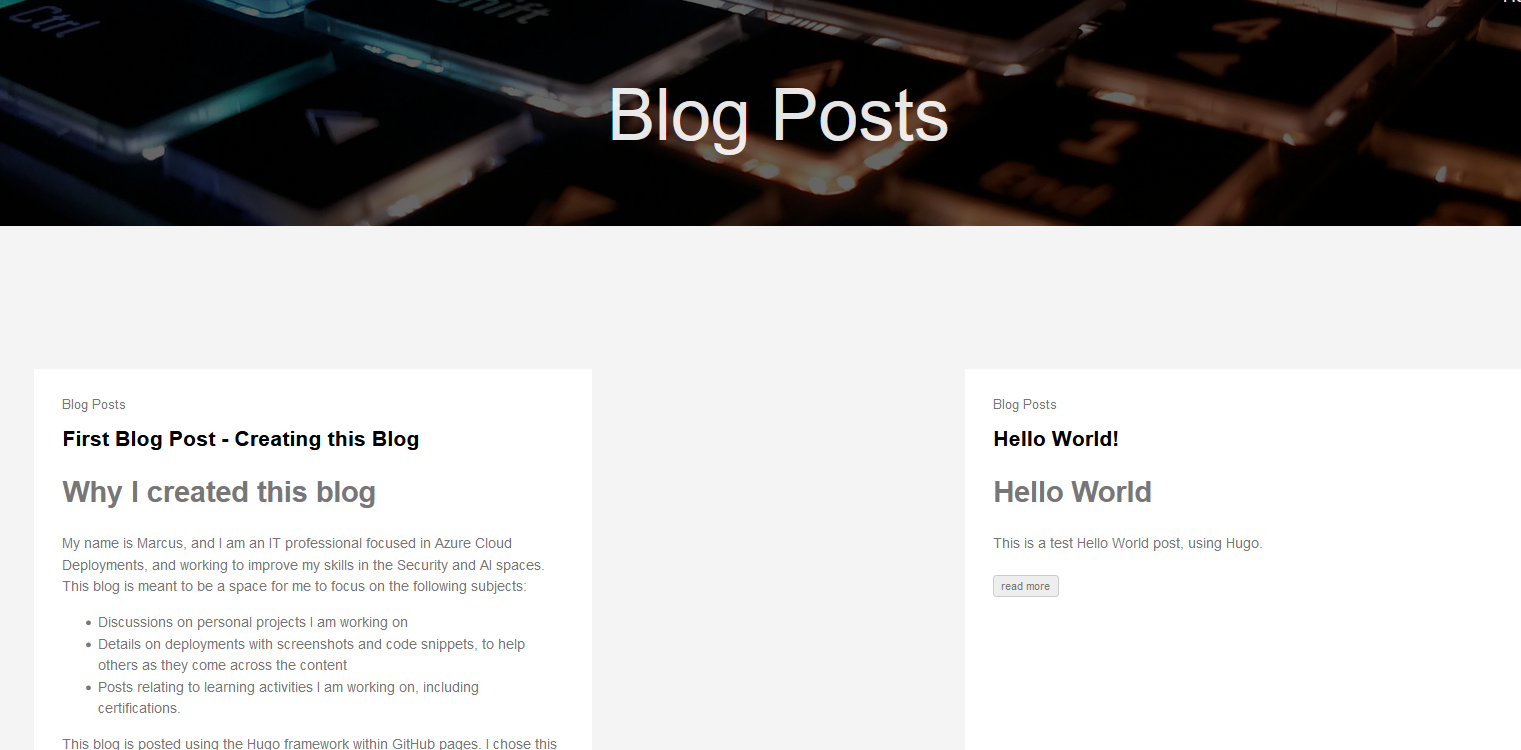 Ctrl
Shift
4
1
End
Blog Posts
Blog Posts
First Blog Post - Creating this Blog
Why I created this blog
My name is Marcus, and I am an IT professional focused in Azure Cloud
Deployments, and working to improve my skills in the Security and AI spaces.
This blog is meant to be a space for me to focus on the following subjects:
• Discussions on personal projects I am working on
• Details on deployments with screenshots and code snippets, to help
others as they come across the content
• Posts relating to learning activities I am working on, including
certifications.
This blog is posted using the Hugo framework within GitHub pages. I chose this
Blog Posts
Hello World!
Hello World
This is a test Hello World post, using Hugo.
read more